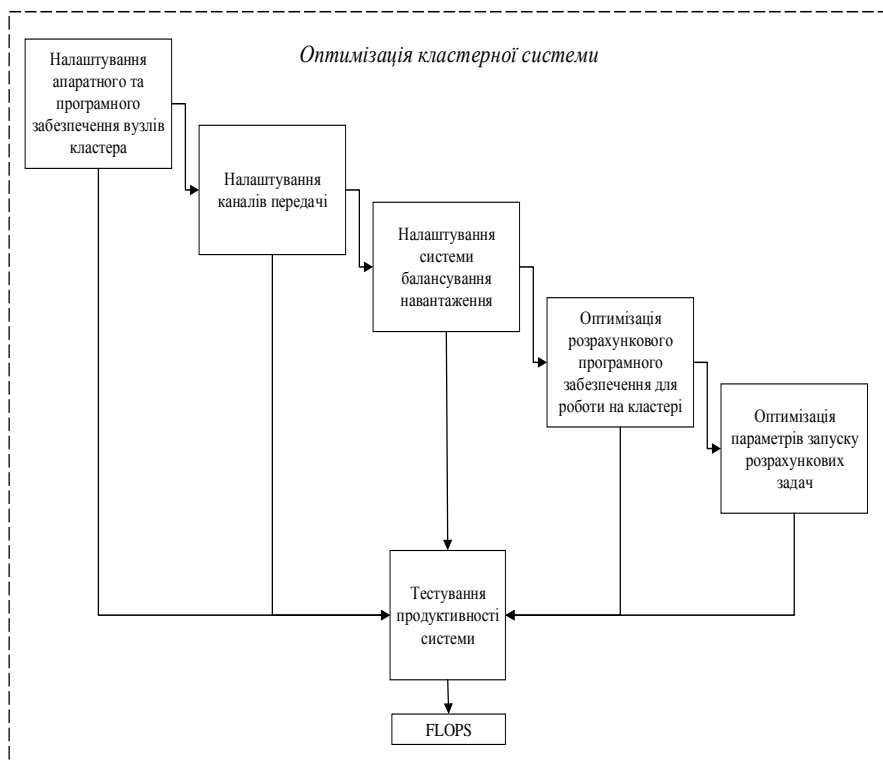 Оптимізація кластерної системи
Налаштування
апаратного та
програмного
забезпечення вузлів
кластера
Налаштування
каналів передачі
Налаштування
системи
балансування
навантаження
Оптимізація
розрахункового
програмного
забезпечення для
роботи на кластері
Оптимізація
параметрів запуску
розрахункових
задач
Тестування
продуктивності
системи
FLOPS